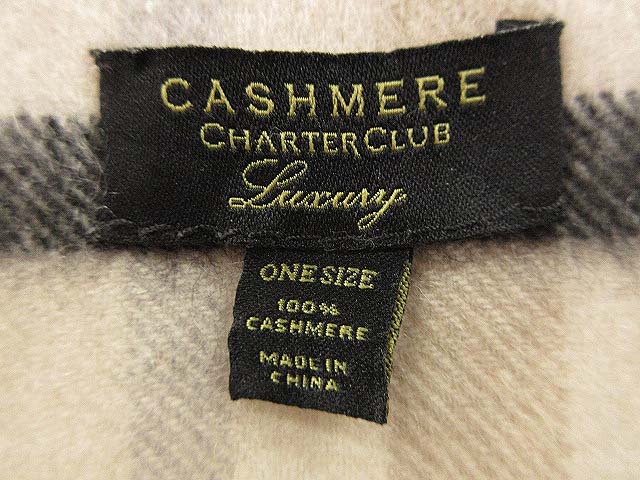 CASHMERE
CHARTER CLUB
Luxury
ONE SIZE
100%
CASHMERE
MADE IN
CHINA